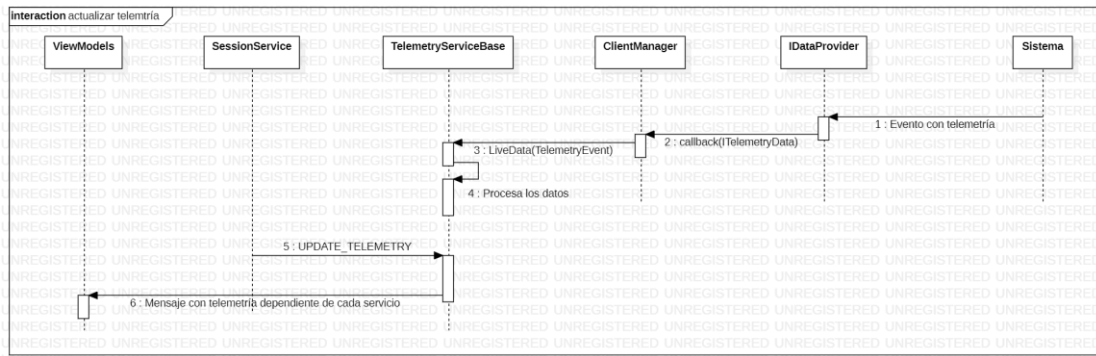 interaction actualizar telemtría
ViewModels SessionService TelemetryServiceBase ClientManager IDataProvider Sistema
1 : Evento con telemetría
2 : callback(ITelemetryData)
3 : LiveData(TelemetryEvent)
4 : Procesa los datos
5 : UPDATE_TELEMETRY
6 : Mensaje con telemetría dependiente de cada servicio